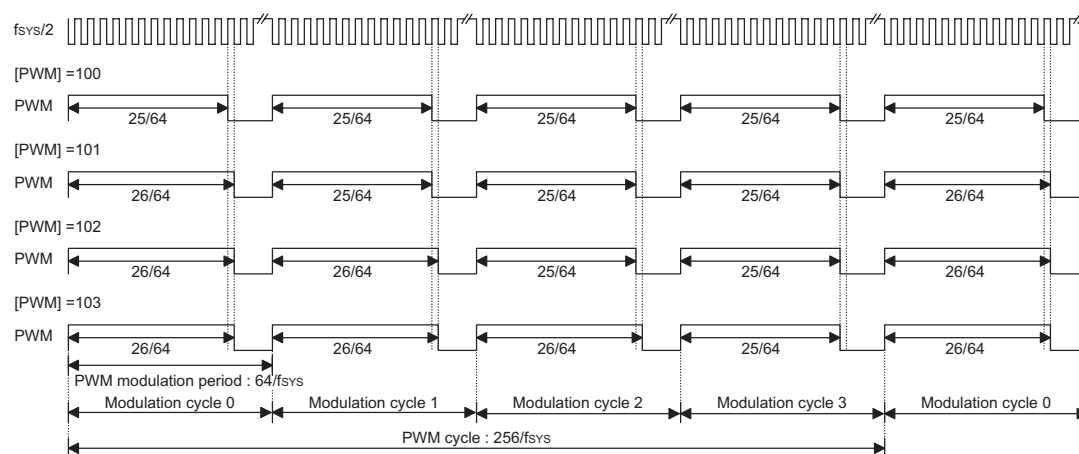 fSYS/2
[PWM] =100
PWM
25/64 25/64 25/64 25/64 25/64
[PWM] =101
PWM
26/64 25/64 25/64 25/64 26/64
[PWM] =102
PWM
26/64 26/64 25/64 25/64 26/64
[PWM] =103
PWM
26/64 26/64 26/64 25/64 26/64
PWM modulation period : 64/fSYS
Modulation cycle 0 Modulation cycle 1 Modulation cycle 2 Modulation cycle 3 Modulation cycle 0
PWM cycle : 256/fSYS